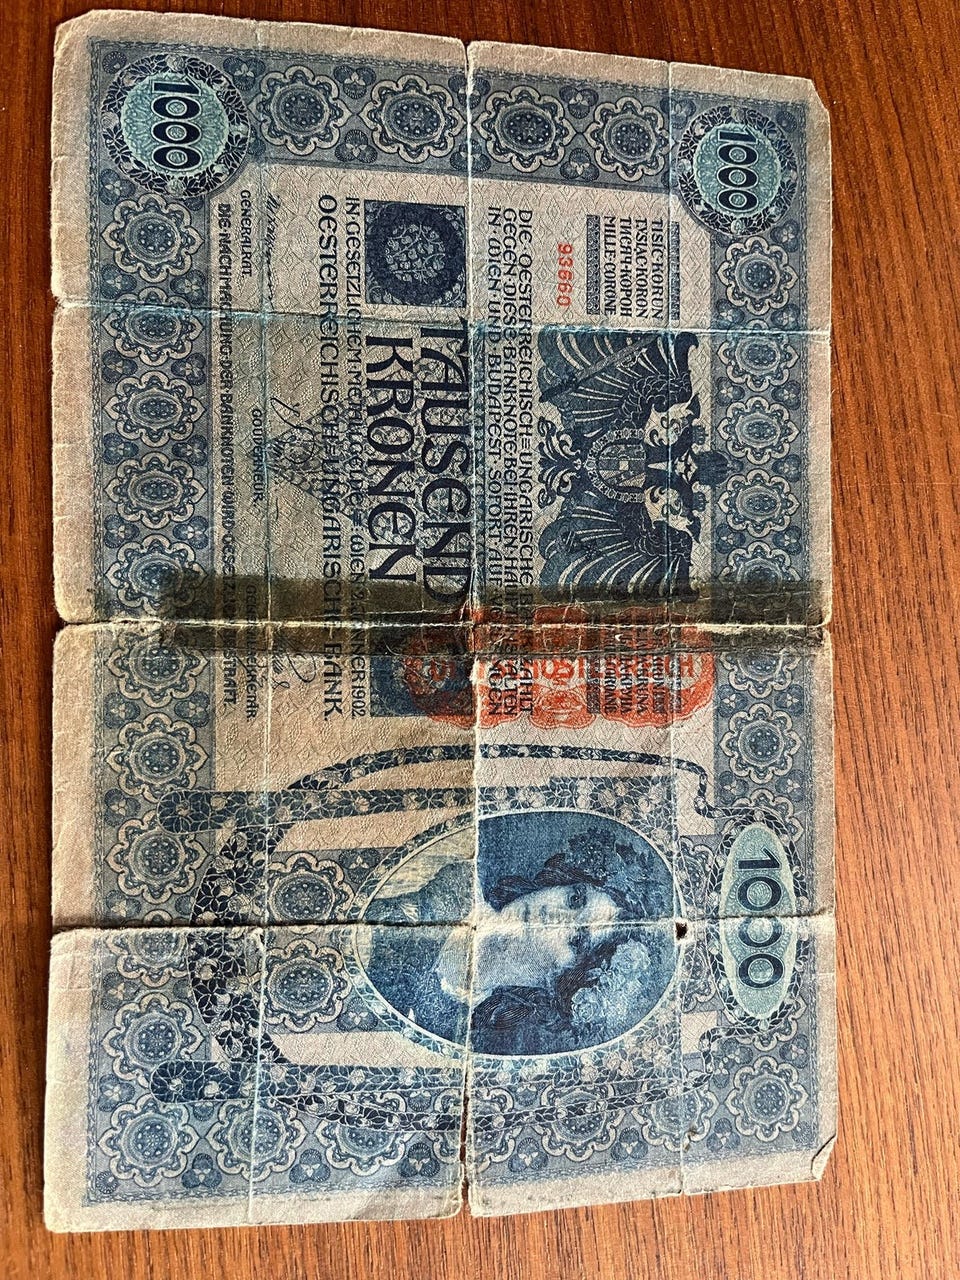 1000
1000
TISÍC·KORUN
TYSIĄC·KORON
ТИСЯЧ·КОРОН
MILLE·CORONE
93660
DIE OESTERREICHISCH=UNGARISCHE BANK ZAHLT
GEGEN DIESE BANKNOTE BEI IHREN HAUPTANSTALTEN
IN WIEN UND BUDAPEST SOFORT AUF VERLANGEN
TAUSEND
KRONEN
IN GESETZLICHEM METALLGELDE = WIEN 2. JÄNNER 1902
OESTERREICHISCH=UNGARISCHE BANK.
GENERALRAT. GOUVERNEUR GENERALSEKRETÄR
DIE NACHMACHUNG DER BANKNOTEN WIRD GESETZLICH BESTRAFT.
1000